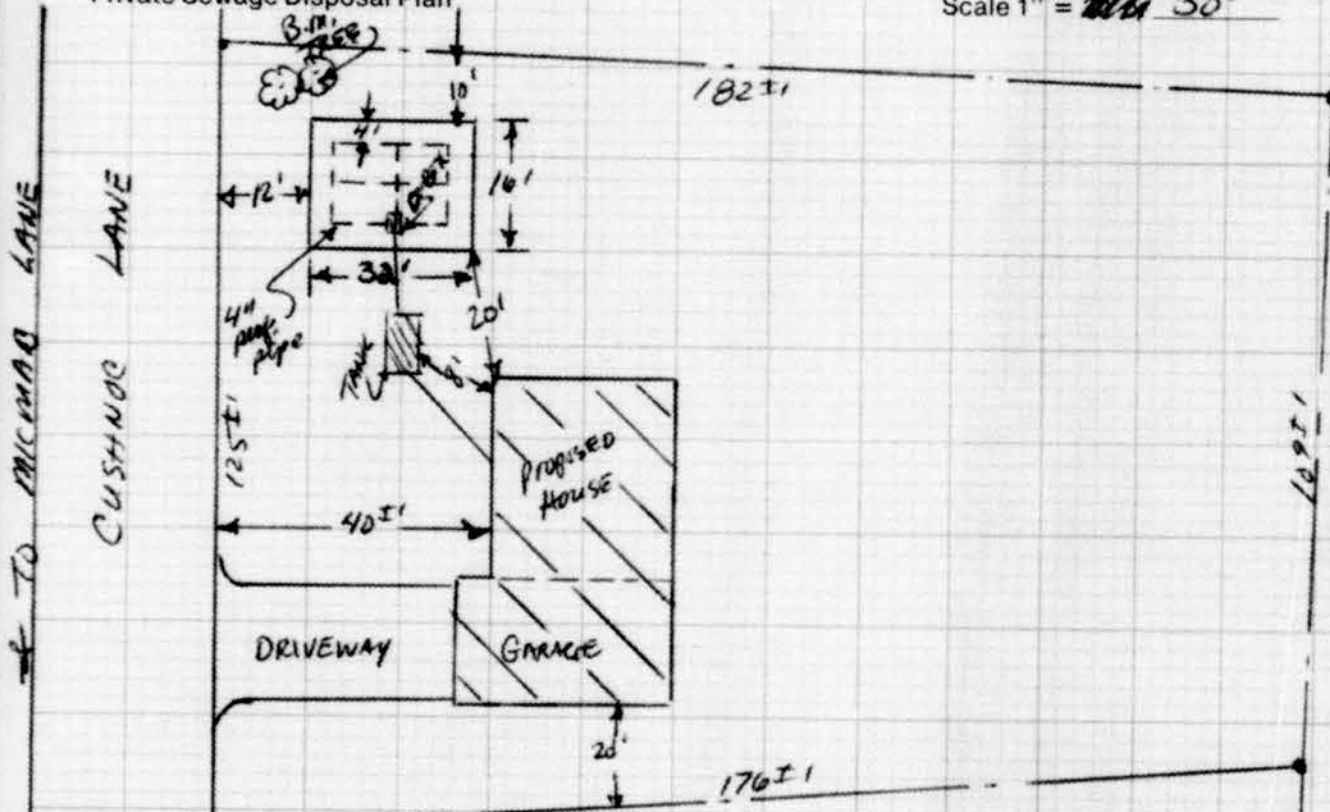 Private Sewage Disposal Plan
Scale 1" = 30'
B.M.
TREE
10'
182±'
4'
12'
16'
32'
4" perf.
pipe
20'
TANK
8'
TO MICMAC LANE
CUSHNOC LANE
125±'
PROPOSED
HOUSE
109±'
40±'
DRIVEWAY
GARAGE
20'
176±'